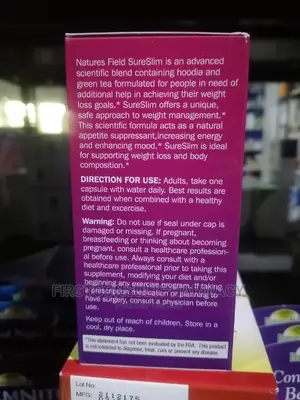 Natures Field SureSlim is an advanced
scientific blend containing hoodia and
green tea formulated for people in need of
additional help in achieving their weight
loss goals.* SureSlim offers a unique,
safe approach to weight management.*
This scientific formula acts as a natural
appetite suppressant,increasing energy
and enhancing mood.* SureSlim is
ideal for supporting weight loss and body
composition.*
DIRECTION FOR USE: Adults, take one
capsule with water daily. Best results are
obtained when combined with a healthy
diet and excercise.
Warning: Do not use if seal under cap is
damaged or missing. If pregnant,
breastfeeding or thinking about becoming
pregnant, consult a healthcare profession-
al before use. Always consult with a
healthcare professional prior to taking this
supplement, modifying your diet and/or
beginning any exercise program. If taking
a prescription medication or planning to
have surgery, consult a physician before
use.
Keep out of reach of children. Store in a
cool, dry place.
*This statement has not been evaluated by the FDA. This product
is not intended to diagnose, treat, cure or prevent any disease
Lot No
MFG